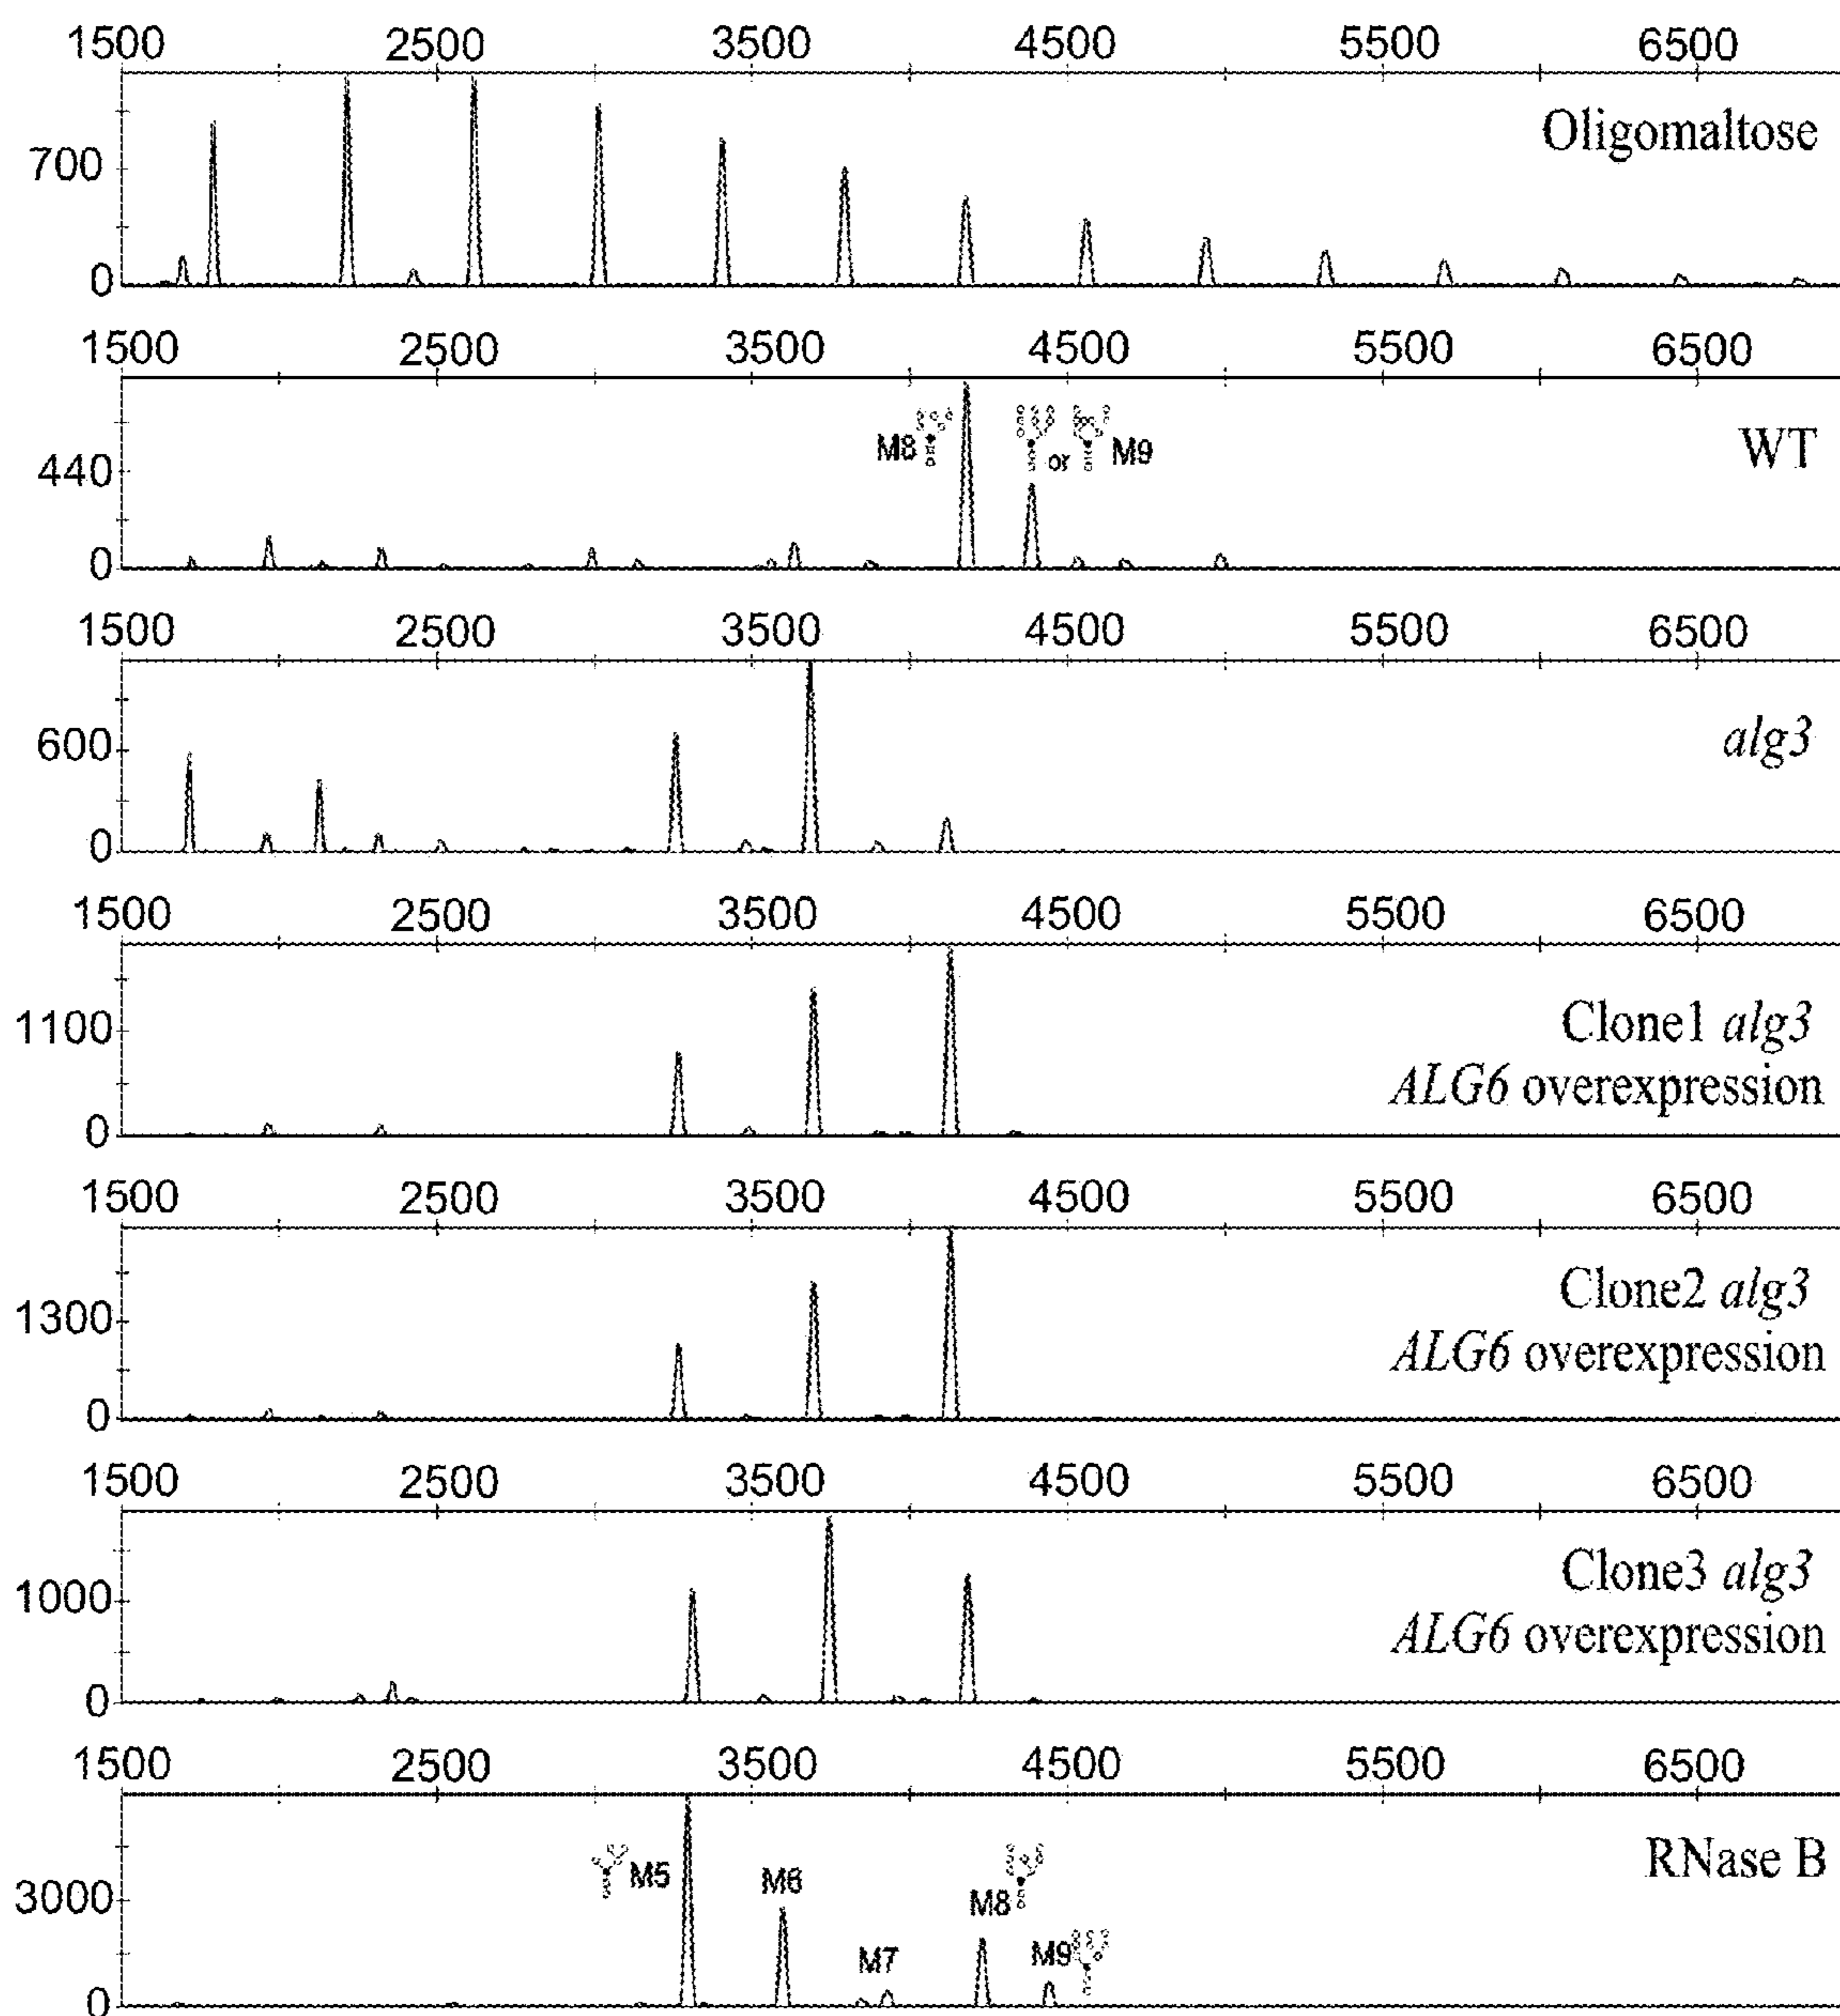 1500 2500 3500 4500 5500 6500
Oligomaltose
700
0
1500 2500 3500 4500 5500 6500
WT
M8 or M9
440
0
1500 2500 3500 4500 5500 6500
alg3
600
0
1500 2500 3500 4500 5500 6500
Clone1 alg3
1100
ALG6 overexpression
0
1500 2500 3500 4500 5500 6500
Clone2 alg3
1300
ALG6 overexpression
0
1500 2500 3500 4500 5500 6500
Clone3 alg3
1000
ALG6 overexpression
0
1500 2500 3500 4500 5500 6500
RNase B
M5 M6
3000
M8
M7 M9
0